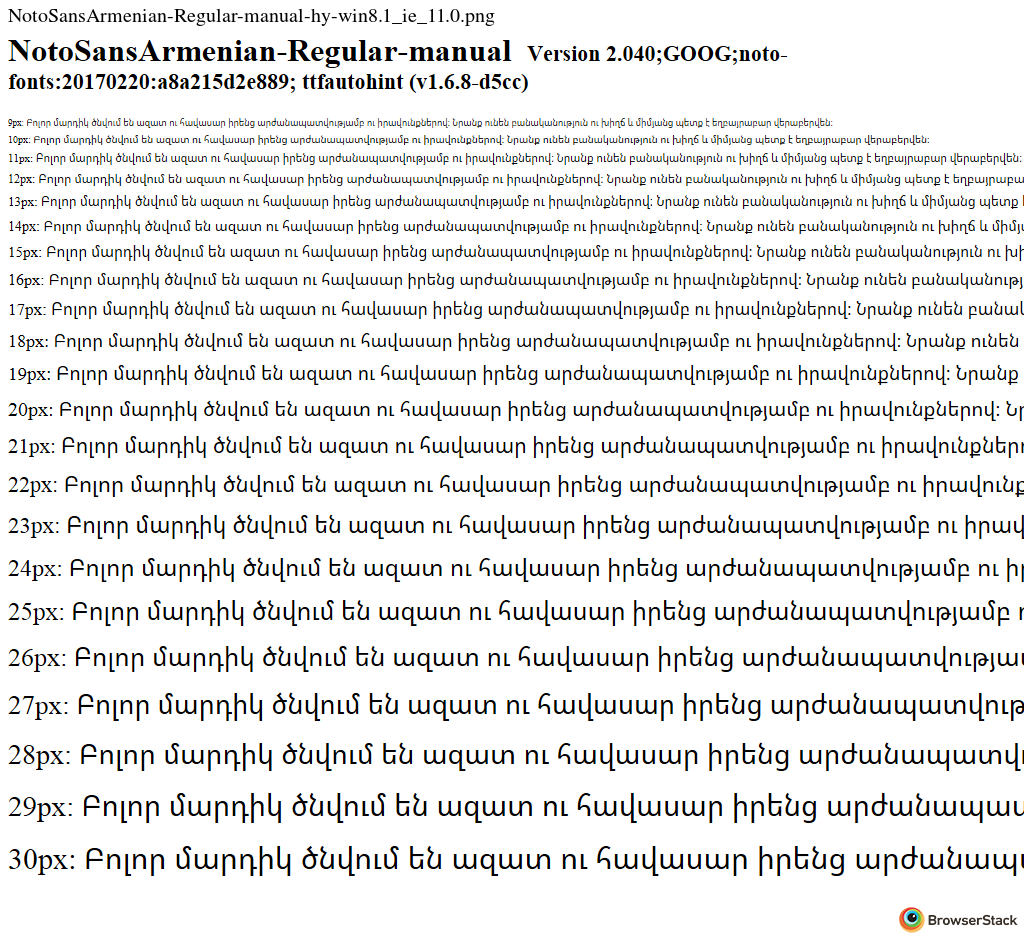 NotoSansArmenian-Regular-manual-hy-win8.1_ie_11.0.png
NotoSansArmenian-Regular-manual Version 2.040;GOOG;noto-
fonts:20170220:a8a215d2e889; ttfautohint (v1.6.8-d5cc)
9px: Բոլոր մարդիկ ծնվում են ազատ ու հավասար իրենց արժանապատվությամբ ու իրավունքներով: Նրանք ունեն բանականություն ու խիղճ և միմյանց պետք է եղբայրաբար վերաբերվեն:
10px: Բոլոր մարդիկ ծնվում են ազատ ու հավասար իրենց արժանապատվությամբ ու իրավունքներով: Նրանք ունեն բանականություն ու խիղճ և միմյանց պետք է եղբայրաբար վերաբերվեն:
11px: Բոլոր մարդիկ ծնվում են ազատ ու հավասար իրենց արժանապատվությամբ ու իրավունքներով: Նրանք ունեն բանականություն ու խիղճ և միմյանց պետք է եղբայրաբար վերաբերվեն:
12px: Բոլոր մարդիկ ծնվում են ազատ ու հավասար իրենց արժանապատվությամբ ու իրավունքներով: Նրանք ունեն բանականություն ու խիղճ և միմյանց պետք է եղբայրաբա
13px: Բոլոր մարդիկ ծնվում են ազատ ու հավասար իրենց արժանապատվությամբ ու իրավունքներով: Նրանք ունեն բանականություն ու խիղճ և միմյանց պետք
14px: Բոլոր մարդիկ ծնվում են ազատ ու հավասար իրենց արժանապատվությամբ ու իրավունքներով: Նրանք ունեն բանականություն ու խիղճ և միմյ
15px: Բոլոր մարդիկ ծնվում են ազատ ու հավասար իրենց արժանապատվությամբ ու իրավունքներով: Նրանք ունեն բանականություն ու խի
16px: Բոլոր մարդիկ ծնվում են ազատ ու հավասար իրենց արժանապատվությամբ ու իրավունքներով: Նրանք ունեն բանականությ
17px: Բոլոր մարդիկ ծնվում են ազատ ու հավասար իրենց արժանապատվությամբ ու իրավունքներով: Նրանք ունեն բանակ
18px: Բոլոր մարդիկ ծնվում են ազատ ու հավասար իրենց արժանապատվությամբ ու իրավունքներով: Նրանք ունեն
19px: Բոլոր մարդիկ ծնվում են ազատ ու հավասար իրենց արժանապատվությամբ ու իրավունքներով: Նրանք
20px: Բոլոր մարդիկ ծնվում են ազատ ու հավասար իրենց արժանապատվությամբ ու իրավունքներով: Նր
21px: Բոլոր մարդիկ ծնվում են ազատ ու հավասար իրենց արժանապատվությամբ ու իրավունքներ
22px: Բոլոր մարդիկ ծնվում են ազատ ու հավասար իրենց արժանապատվությամբ ու իրավունք
23px: Բոլոր մարդիկ ծնվում են ազատ ու հավասար իրենց արժանապատվությամբ ու իրավ
24px: Բոլոր մարդիկ ծնվում են ազատ ու հավասար իրենց արժանապատվությամբ ու իր
25px: Բոլոր մարդիկ ծնվում են ազատ ու հավասար իրենց արժանապատվությամբ
26px: Բոլոր մարդիկ ծնվում են ազատ ու հավասար իրենց արժանապատվությա
27px: Բոլոր մարդիկ ծնվում են ազատ ու հավասար իրենց արժանապատվութ
28px: Բոլոր մարդիկ ծնվում են ազատ ու հավասար իրենց արժանապատվ
29px: Բոլոր մարդիկ ծնվում են ազատ ու հավասար իրենց արժանապատ
30px: Բոլոր մարդիկ ծնվում են ազատ ու հավասար իրենց արժանապ
BrowserStack